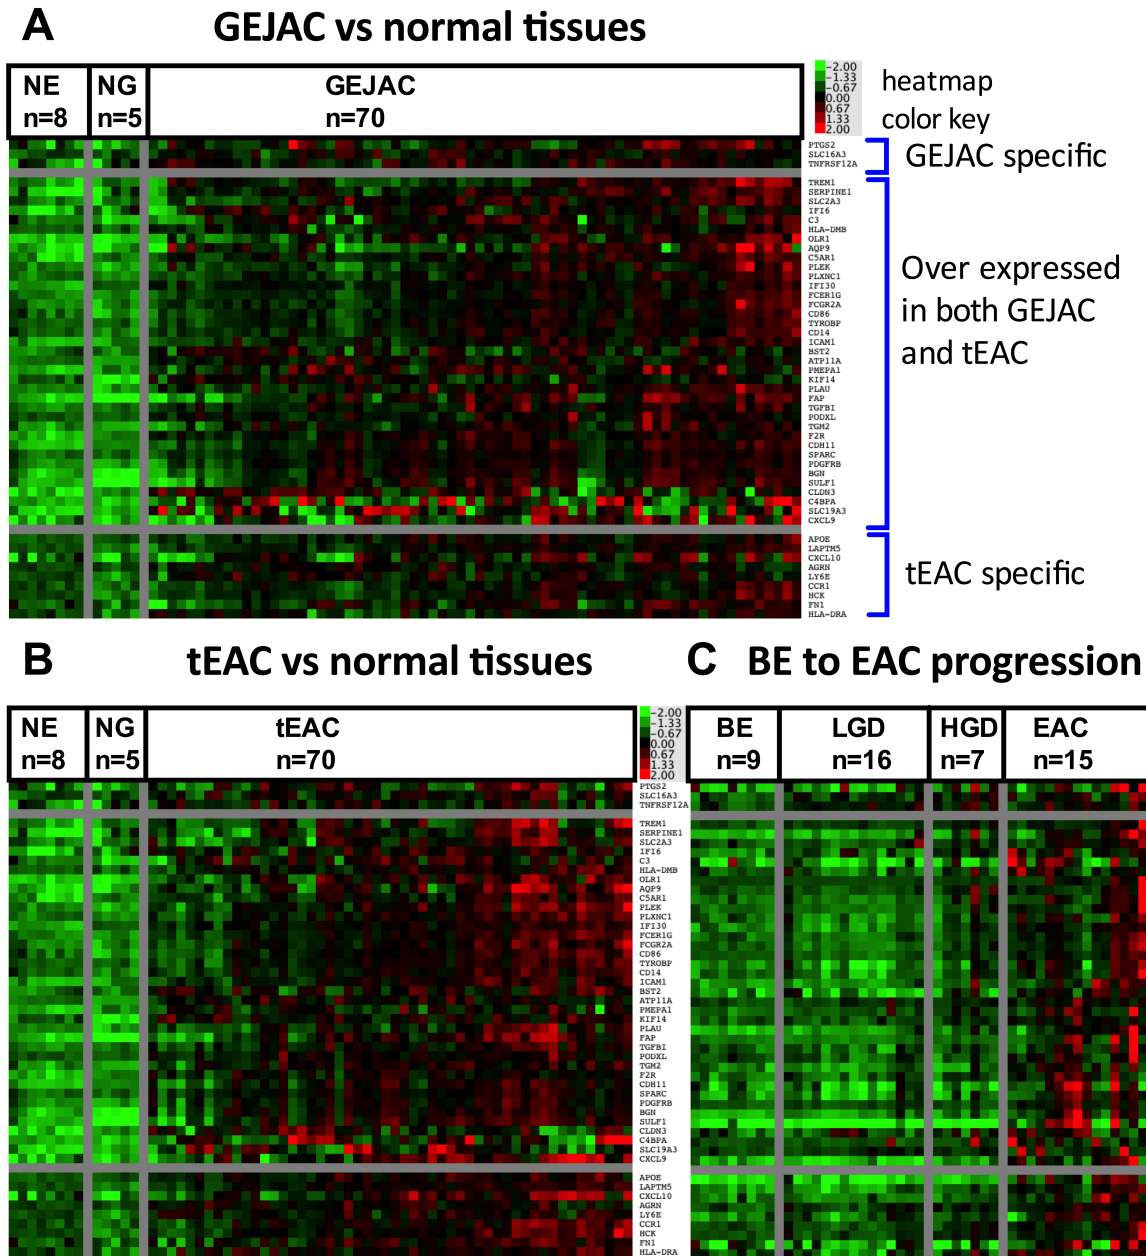 A GEJAC vs normal tissues
NE
n=8
NG
n=5
GEJAC
n=70
-2.00
-1.33
-0.67
0.00
0.67
1.33
2.00
heatmap
color key
PTGS2
SLC16A3
TNFRSF12A
GEJAC specific
TREM1
SERPINE1
SLC2A3
IFI6
C3
HLA-DMB
OLR1
AQP9
C5AR1
PLEK
PLXNC1
IFI30
FCER1G
FCGR2A
CD86
TYROBP
CD14
ICAM1
BST2
ATP11A
PMEPA1
KIF14
PLAU
FAP
TGFBI
PODXL
TGM2
F2R
CDH11
SPARC
PDGFRB
BGN
SULF1
CLDN3
C4BPA
SLC19A3
CXCL9
Over expressed
in both GEJAC
and tEAC
APOE
LAPTM5
CXCL10
AGRN
LY6E
CCR1
HCK
FN1
HLA-DRA
tEAC specific
B tEAC vs normal tissues
NE
n=8
NG
n=5
tEAC
n=70
-2.00
-1.33
-0.67
0.00
0.67
1.33
2.00
PTGS2
SLC16A3
TNFRSF12A
TREM1
SERPINE1
SLC2A3
IFI6
C3
HLA-DMB
OLR1
AQP9
C5AR1
PLEK
PLXNC1
IFI30
FCER1G
FCGR2A
CD86
TYROBP
CD14
ICAM1
BST2
ATP11A
PMEPA1
KIF14
PLAU
FAP
TGFBI
PODXL
TGM2
F2R
CDH11
SPARC
PDGFRB
BGN
SULF1
CLDN3
C4BPA
SLC19A3
CXCL9
APOE
LAPTM5
CXCL10
AGRN
LY6E
CCR1
HCK
FN1
HLA-DRA
C BE to EAC progression
BE
n=9
LGD
n=16
HGD
n=7
EAC
n=15